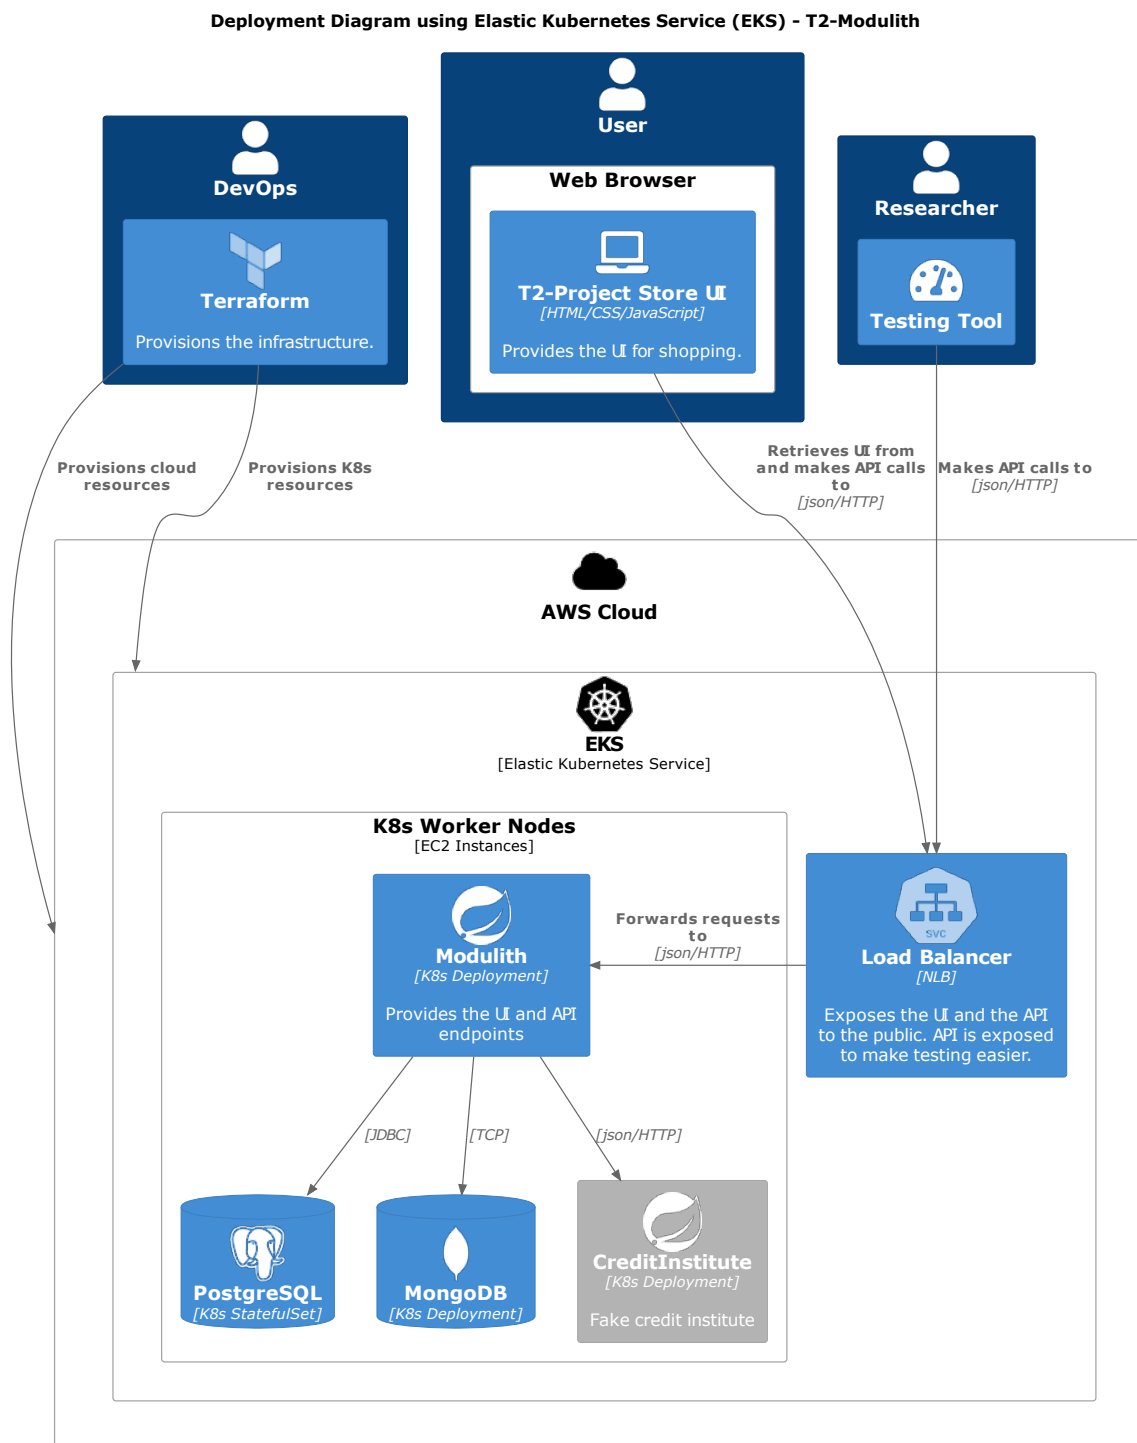 Deployment Diagram using Elastic Kubernetes Service (EKS) - T2-Modulith
DevOps
Terraform
Provisions the infrastructure.
User
Web Browser
T2-Project Store UI
[HTML/CSS/JavaScript]
Provides the UI for shopping.
Researcher
Testing Tool
Provisions cloud
resources
Provisions K8s
resources
Retrieves UI from
and makes API calls
to
[json/HTTP]
Makes API calls to
[json/HTTP]
AWS Cloud
EKS
[Elastic Kubernetes Service]
K8s Worker Nodes
[EC2 Instances]
Modulith
[K8s Deployment]
Provides the UI and API
endpoints
Forwards requests
to
[json/HTTP]
SVC
Load Balancer
[NLB]
Exposes the UI and the API
to the public. API is exposed
to make testing easier.
[JDBC]
[TCP]
[json/HTTP]
PostgreSQL
[K8s StatefulSet]
MongoDB
[K8s Deployment]
CreditInstitute
[K8s Deployment]
Fake credit institute